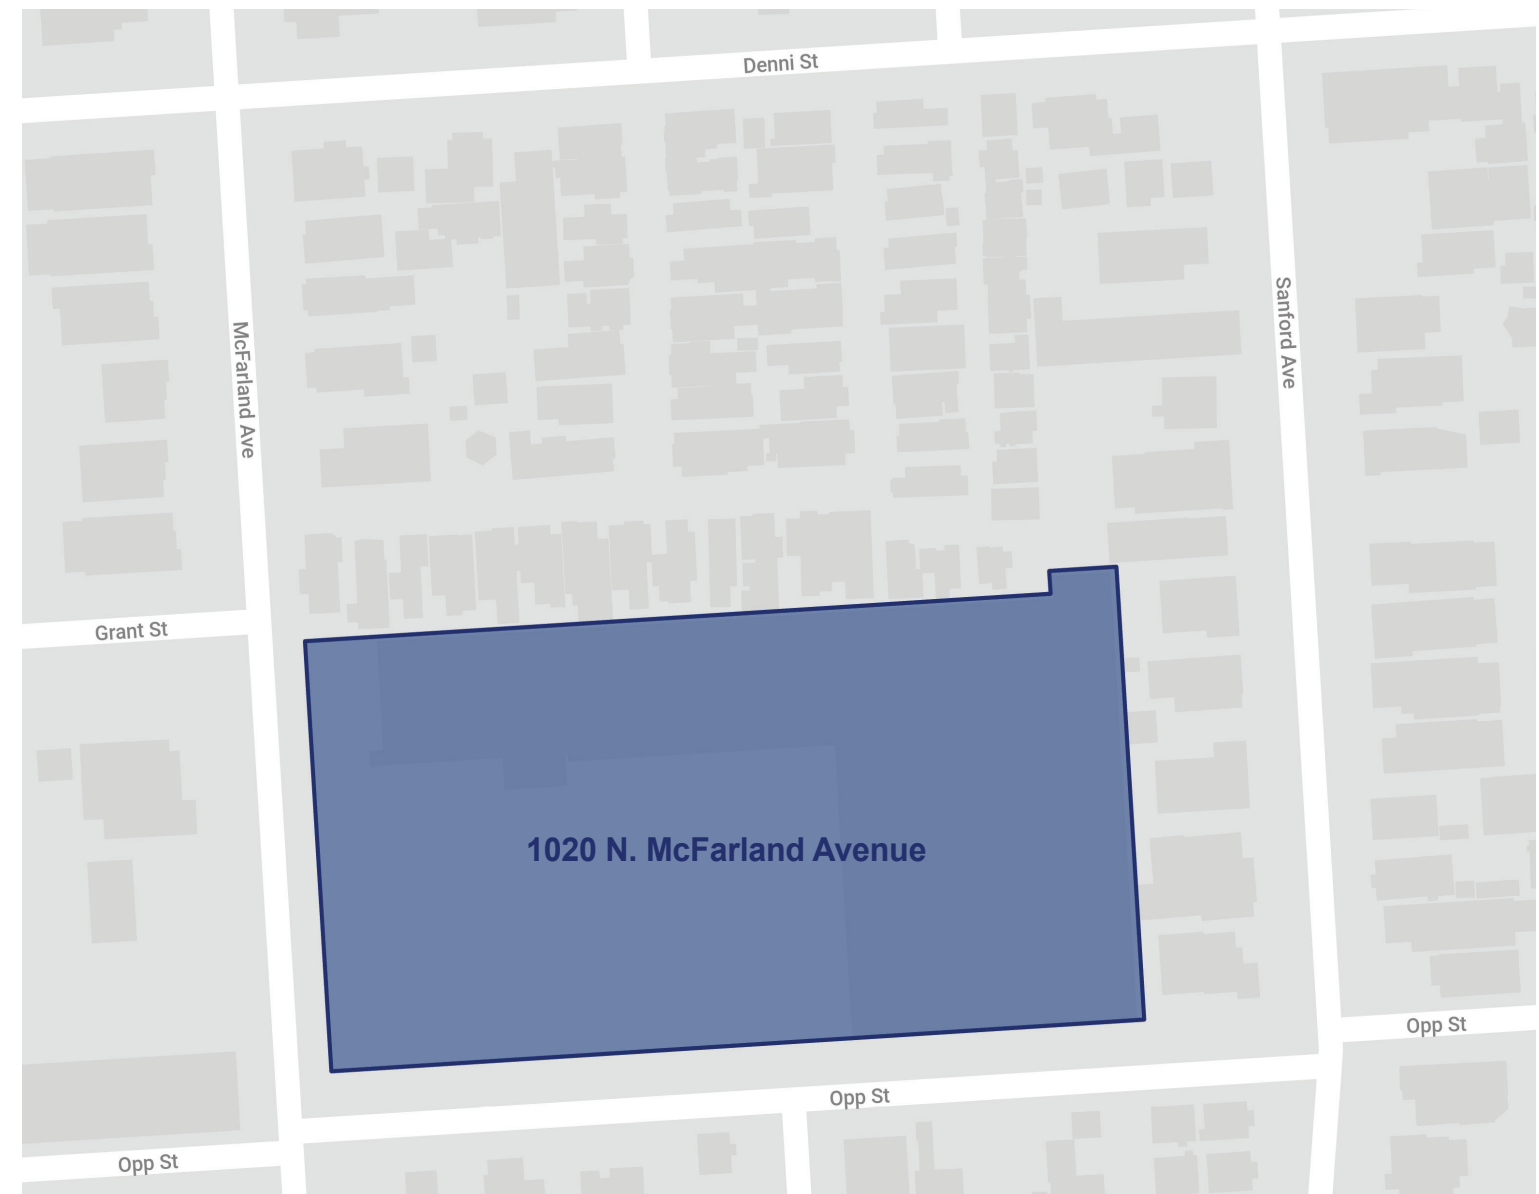 Denni St
McFarland Ave
Sanford Ave
Grant St
1020 N. McFarland Avenue
Opp St
Opp St
Opp St